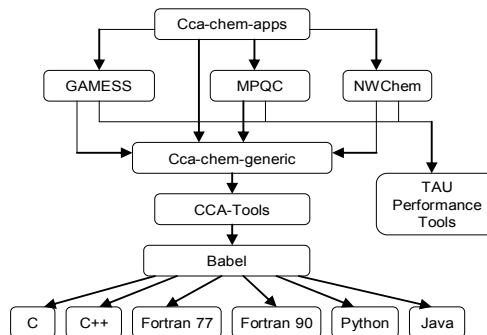 Cca-chem-apps
GAMESS
MPQC
NWChem
Cca-chem-generic
TAU
Performance
Tools
CCA-Tools
Babel
C
C++
Fortran 77
Fortran 90
Python
Java